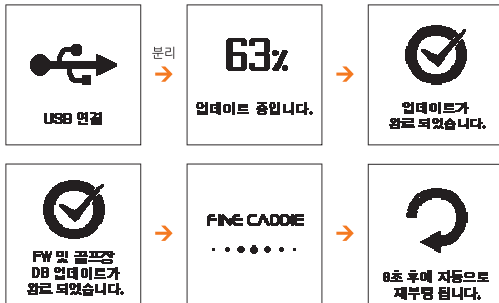 USB 연결
분리
63%
업데이트 중입니다.
업데이트가
완료 되었습니다.
FW 및 골프장
DB 업데이트가
완료 되었습니다.
FINE CADDIE
8초 후에 자동으로
재부팅 됩니다.